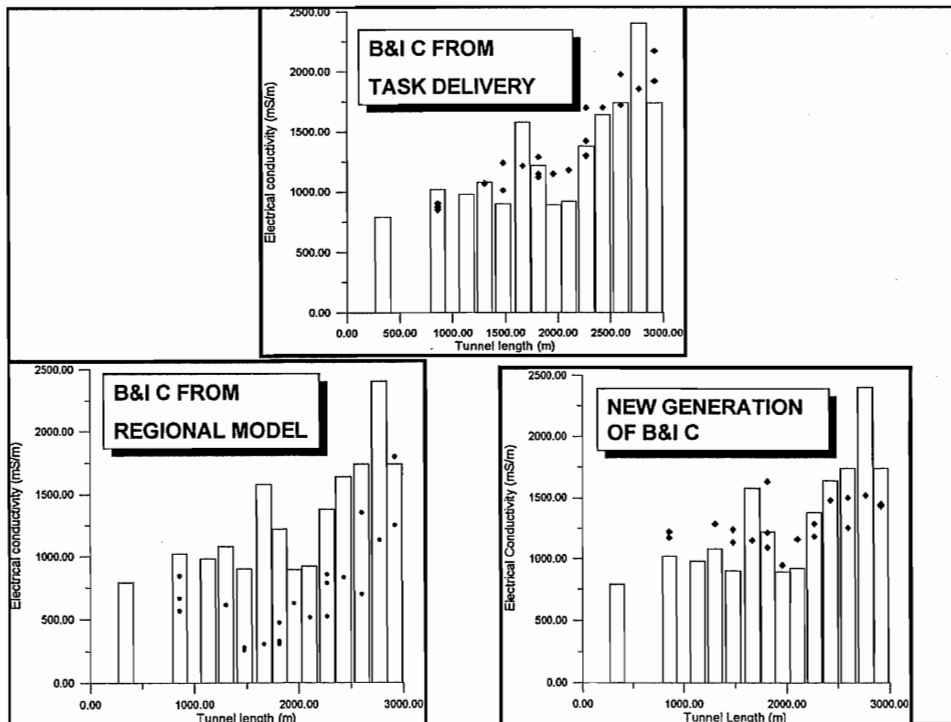 B&I C FROM
TASK DELIVERY
Electrical conductivity (mS/m)
2500.00
2000.00
1500.00
1000.00
500.00
0.00
0.00 500.00 1000.00 1500.00 2000.00 2500.00 3000.00
Tunnel length (m)
B&I C FROM
REGIONAL MODEL
Electrical conductivity (mS/m)
2500.00
2000.00
1500.00
1000.00
500.00
0.00
0.00 1000.00 2000.00 3000.00
Tunnel length (m)
NEW GENERATION
OF B&I C
Electrical Conductivity (mS/m)
2500.00
2000.00
1500.00
1000.00
500.00
0.00
0.00 1000.00 2000.00 3000.00
Tunnel Length (m)